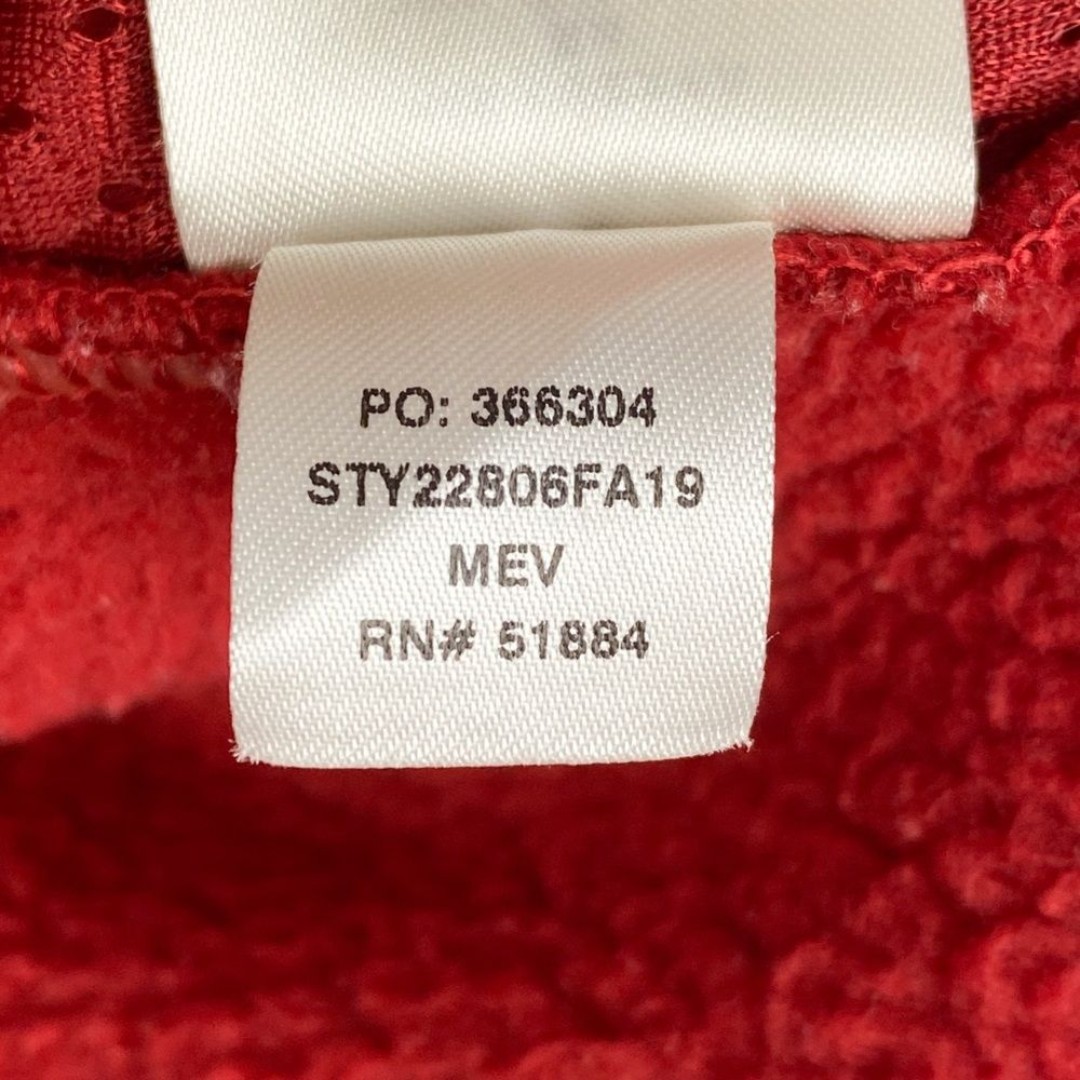 PO: 366304
STY22806FA19
MEV
RN# 51884